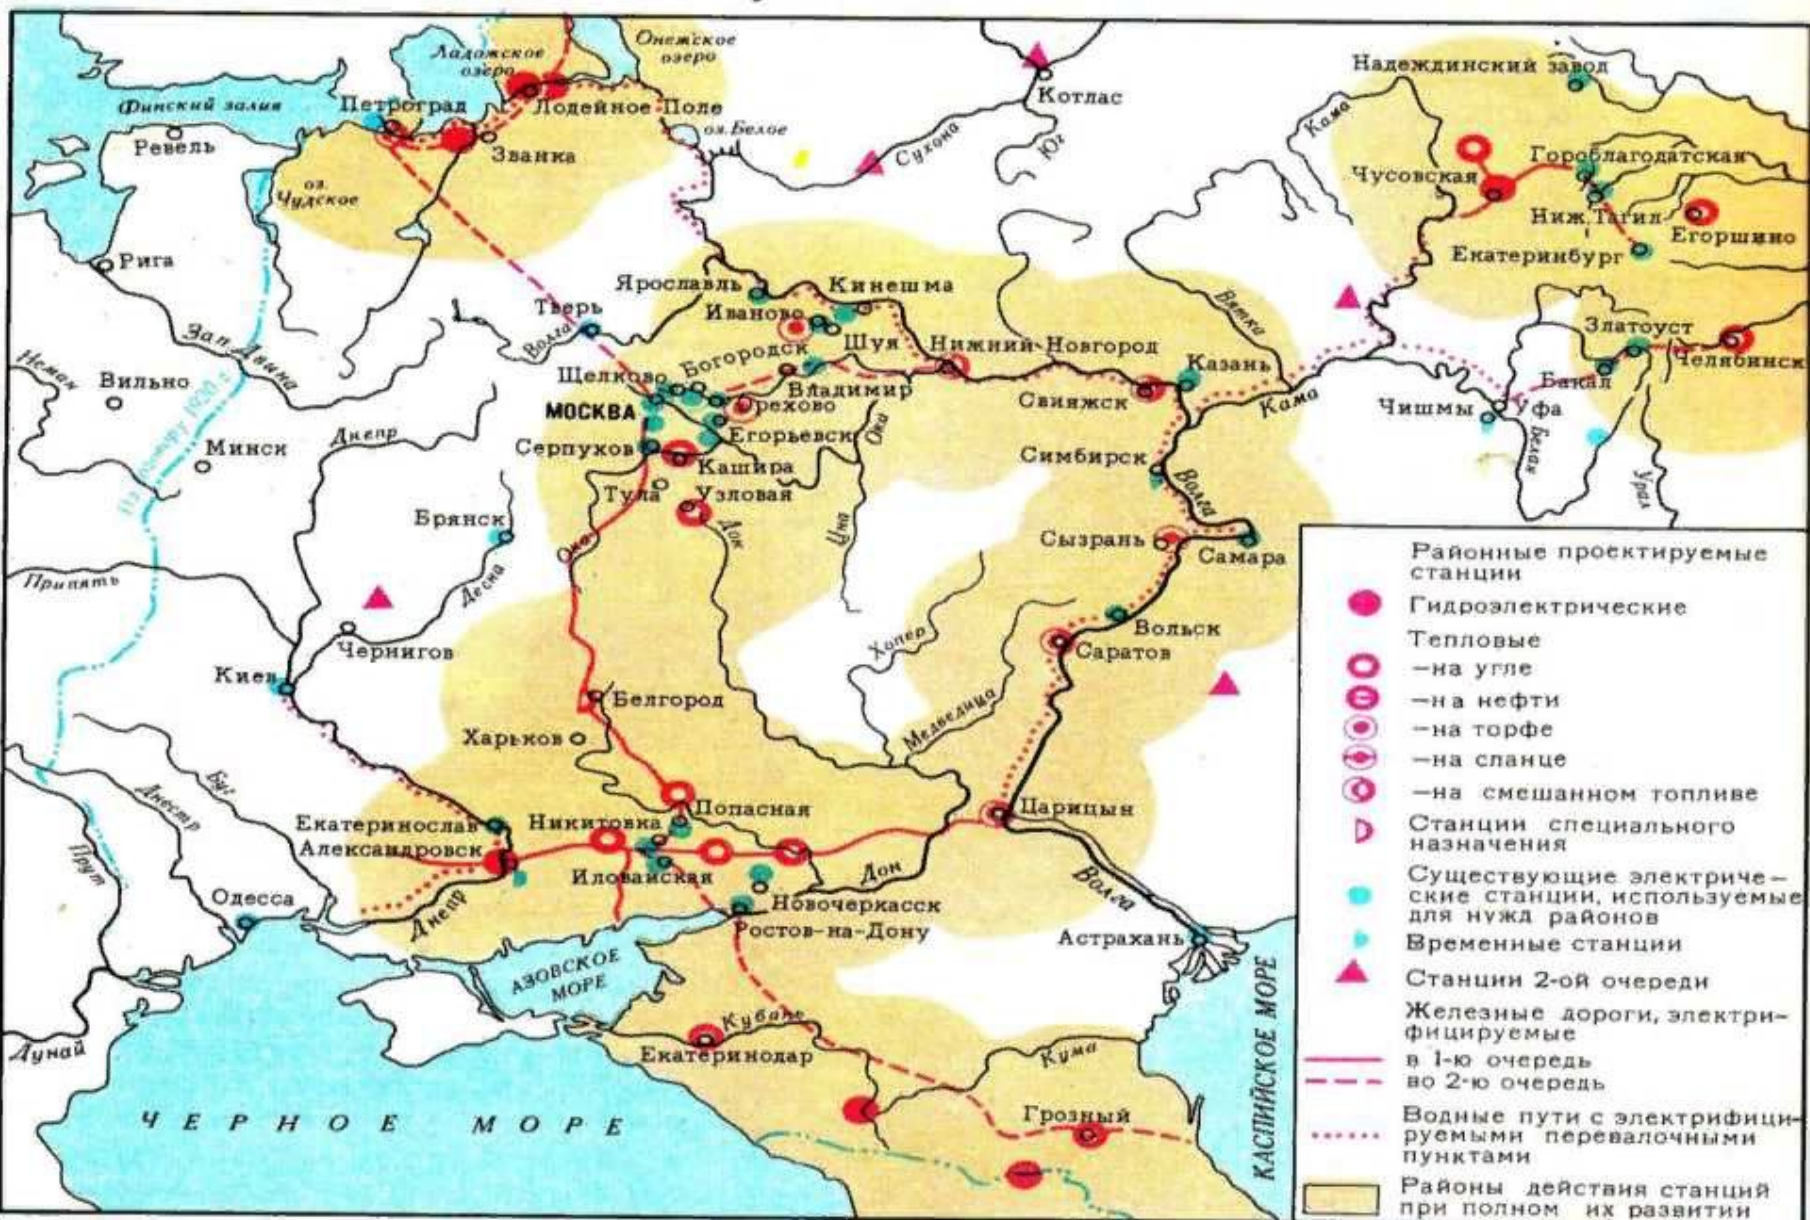 Ладожское
озеро
Онежское
озеро
Финский залив
Петроград
Лодейное Поле
Ревель
Званка
оз. Белое
оз.
Чудское
Сухона
Котлас
Юг
Надеждинский завод
Кама
Гороблагодатская
Чусовская
Ниж. Тагил
Егоршино
Екатеринбург
Рига
Ярославль
Кинешма
Вятка
Тверь
Иваново
Волга
Шуя
Нижний-Новгород
Златоуст
Зап. Двина
Богородск
Казань
Челябинск
Неман
Щелково
Владимир
Бакал
Вильно
МОСКВА
Орехово
Свияжск
Кама
Чишмы
Уфа
Днепр
Серпухов
Егорьевск
Ока
Минск
Кашира
Симбирск
Белая
Тула
Узловая
Волга
Урал
Брянск
Дон
Цна
Сызрань
Самара
Ока
Припять
Десна
Вольск
Чернигов
Хопер
Саратов
Киев
Белгород
Медведица
Харьков
Буг
Днестр
Попасная
Царицын
Екатеринослав
Никитовка
Александровск
Прут
Иловайская
Дон
Волга
Одесса
Днепр
Новочеркасск
Ростов-на-Дону
Астрахань
АЗОВСКОЕ
МОРЕ
Кубань
Дунай
Екатеринодар
Кума
КАСПИЙСКОЕ МОРЕ
ЧЕРНОЕ МОРЕ
Грозный
Районные проектируемые
станции
Гидроэлектрические
Тепловые
—на угле
—на нефти
—на торфе
—на сланце
—на смешанном топливе
Станции специального
назначения
Существующие электриче—
ские станции, используемые
для нужд районов
Временные станции
Станции 2-ой очереди
Железные дороги, электри—
фицируемые
в 1-ю очередь
во 2-ю очередь
Водные пути с электрифици-
руемыми перевалочными
пунктами
Районы действия станций
при полном их развитии